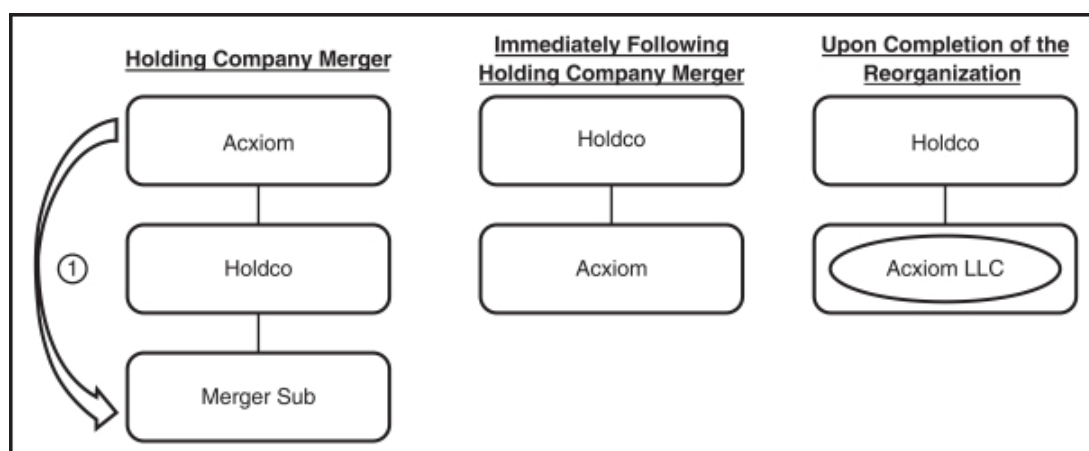 Holding Company Merger
Acxiom
1
Holdco
Merger Sub
Immediately Following
Holding Company Merger
Holdco
Acxiom
Upon Completion of the
Reorganization
Holdco
Acxiom LLC